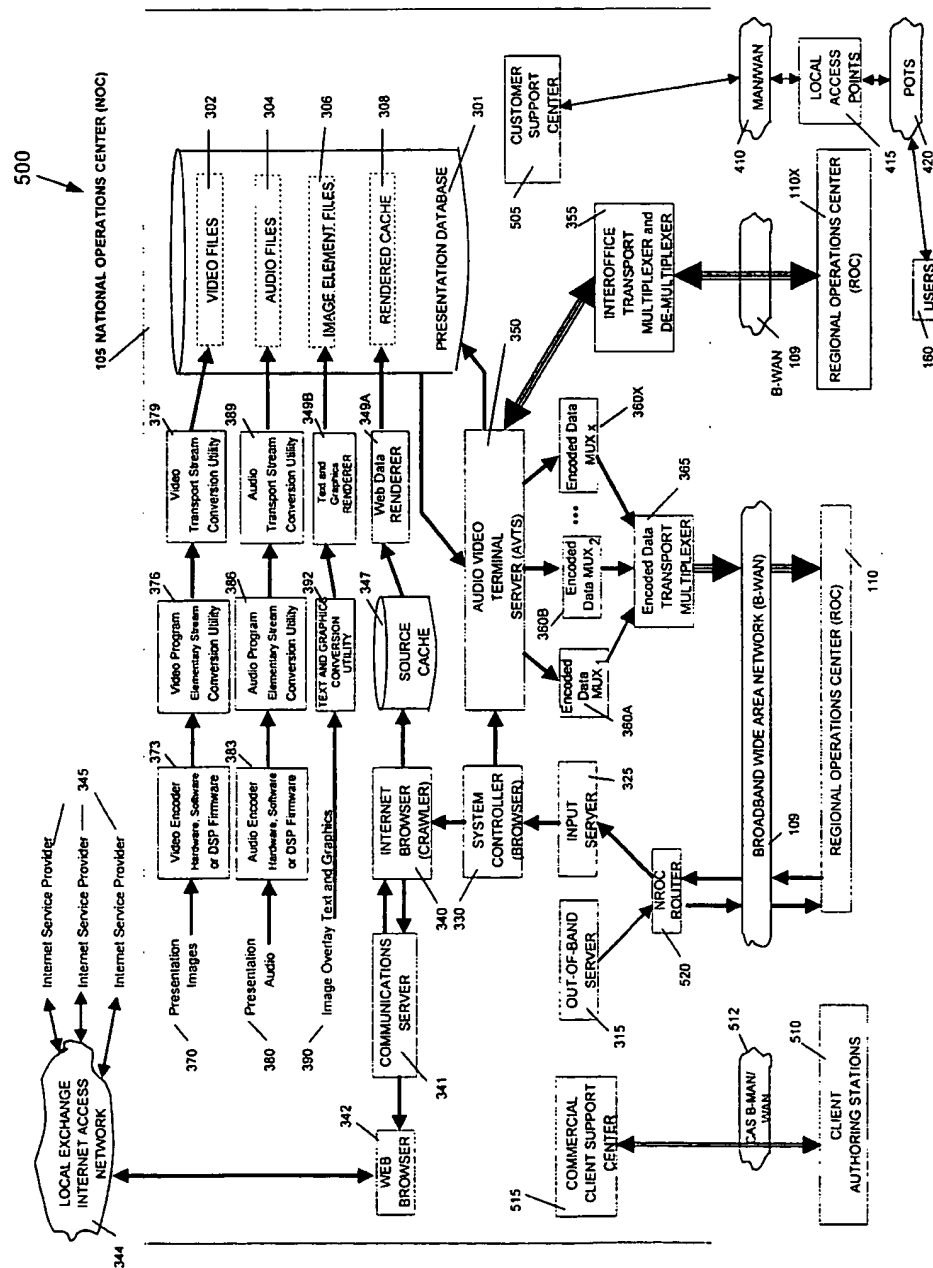 500
105 NATIONAL OPERATIONS CENTER (NOC)
LOCAL EXCHANGE
INTERNET ACCESS
NETWORK
344
Internet Service Provider
Internet Service Provider
Internet Service Provider
345
Presentation
Images
370
Presentation
Audio
380
390
Image Overlay Text and Graphics
373
Video Encoder
Hardware, Software
or DSP Firmware
376
Video Program
Elementary Stream
Conversion Utility
379
Video
Transport Stream
Conversion Utility
383
Audio Encoder
Hardware, Software
or DSP Firmware
386
Audio Program
Elementary Stream
Conversion Utility
389
Audio
Transport Stream
Conversion Utility
392
TEXT AND GRAPHICS
CONVERSION
UTILITY
349B
Text and
Graphics
RENDERER
349A
Web Data
RENDERER
VIDEO FILES
302
AUDIO FILES
304
IMAGE ELEMENT FILES
306
RENDERED CACHE
308
PRESENTATION DATABASE
301
342
WEB
BROWSER
COMMUNICATIONS
SERVER
341
INTERNET
BROWSER
(CRAWLER)
340
347
SOURCE
CACHE
SYSTEM
CONTROLLER
(BROWSER)
330
AUDIO VIDEO
TERMINAL
SERVER (AVTS)
350
CUSTOMER
SUPPORT
CENTER
505
INPUT
SERVER
325
OUT-OF-BAND
SERVER
315
NROC
ROUTER
520
Encoded
Data
MUX 1
360A
Encoded
Data MUX 2
360B
...
Encoded Data
MUX X
360X
Encoded Data
TRANSPORT
MULTIPLEXER
365
INTEROFFICE
TRANSPORT
MULTIPLEXER and
DE-MULTIPLEXER
355
COMMERCIAL
CLIENT SUPPORT
CENTER
515
CAS B-MAN/
WAN
512
CLIENT
AUTHORING STATIONS
510
BROADBAND WIDE AREA NETWORK (B-WAN)
109
REGIONAL OPERATIONS CENTER (ROC)
110
B-WAN
109
REGIONAL OPERATIONS CENTER
(ROC)
110X
MAN/WAN
410
LOCAL
ACCESS
POINTS
415
POTS
420
USERS
160